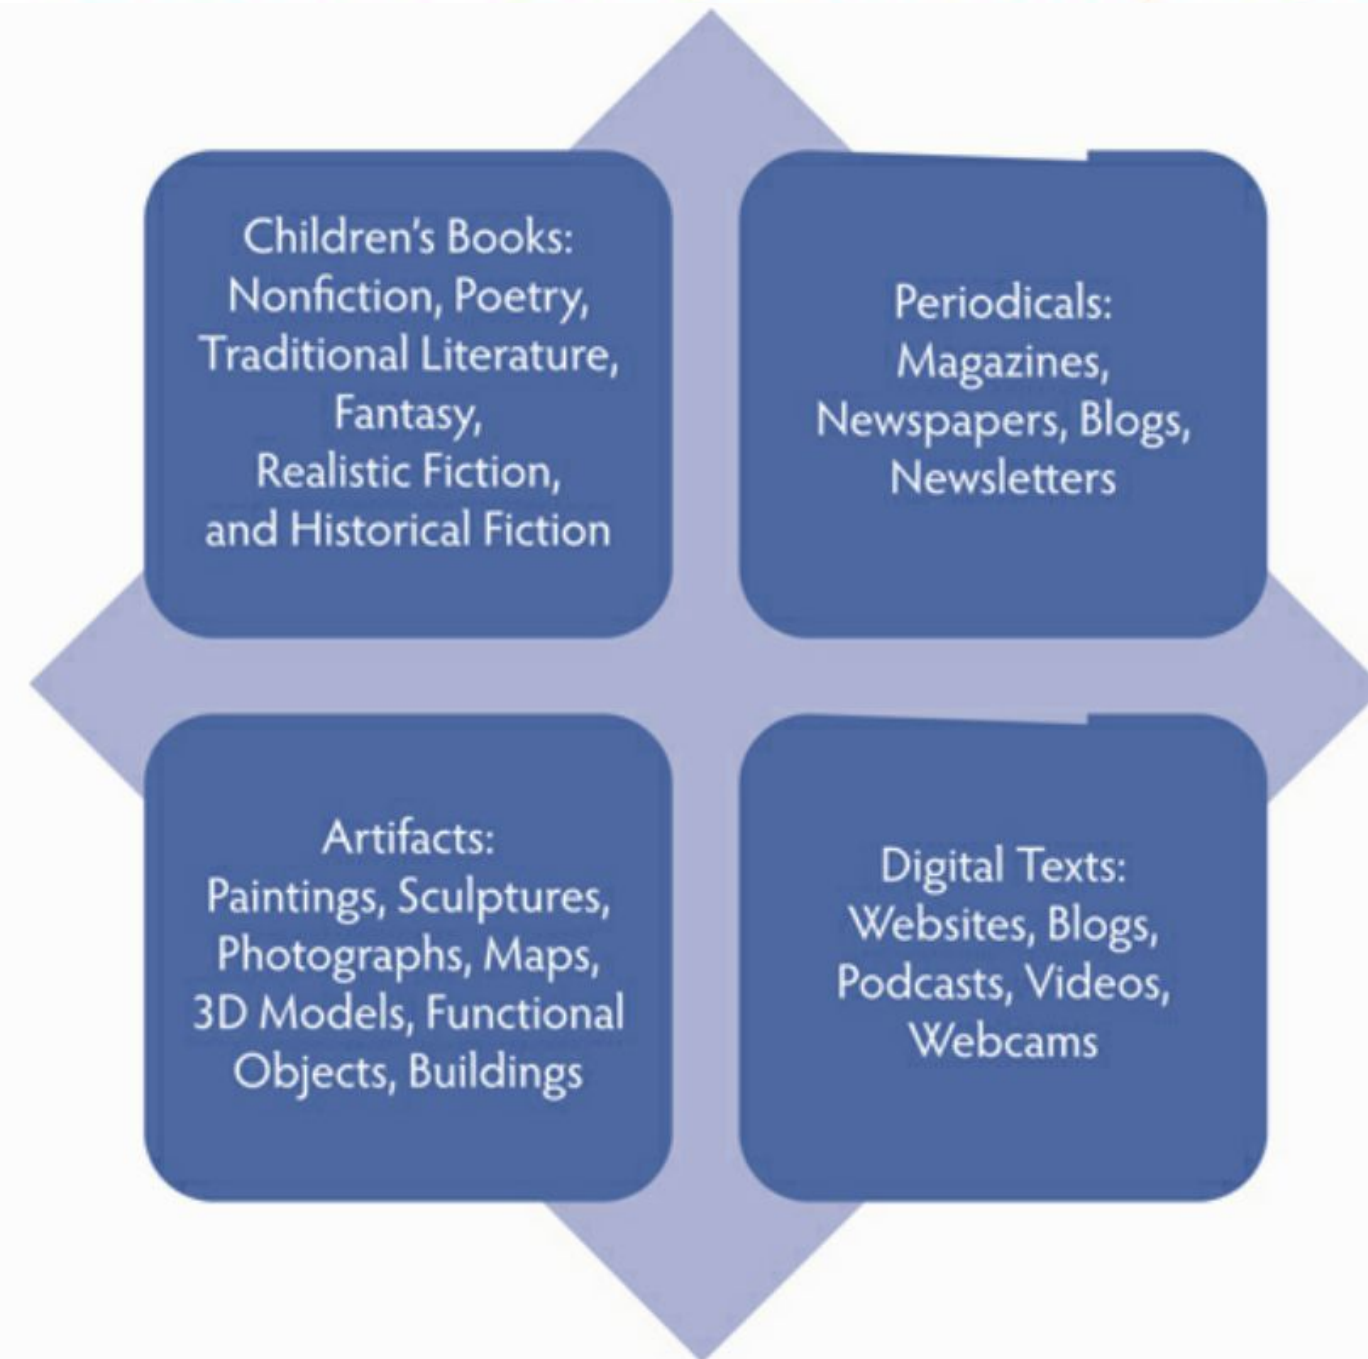 Children's Books:
Nonfiction, Poetry,
Traditional Literature,
Fantasy,
Realistic Fiction,
and Historical Fiction
Periodicals:
Magazines,
Newspapers, Blogs,
Newsletters
Artifacts:
Paintings, Sculptures,
Photographs, Maps,
3D Models, Functional
Objects, Buildings
Digital Texts:
Websites, Blogs,
Podcasts, Videos,
Webcams